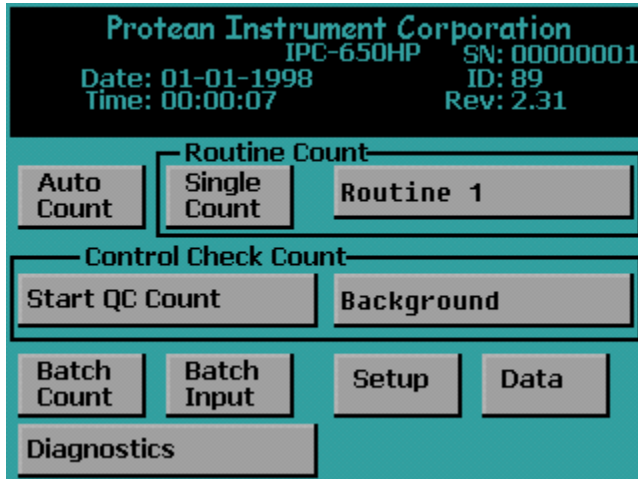 Protean Instrument Corporation
IPC-650HP SN: 00000001
Date: 01-01-1998 ID: 89
Time: 00:00:07 Rev: 2.31
Routine Count
Auto Count
Single Count
Routine 1
Control Check Count
Start QC Count
Background
Batch Count
Batch Input
Setup
Data
Diagnostics